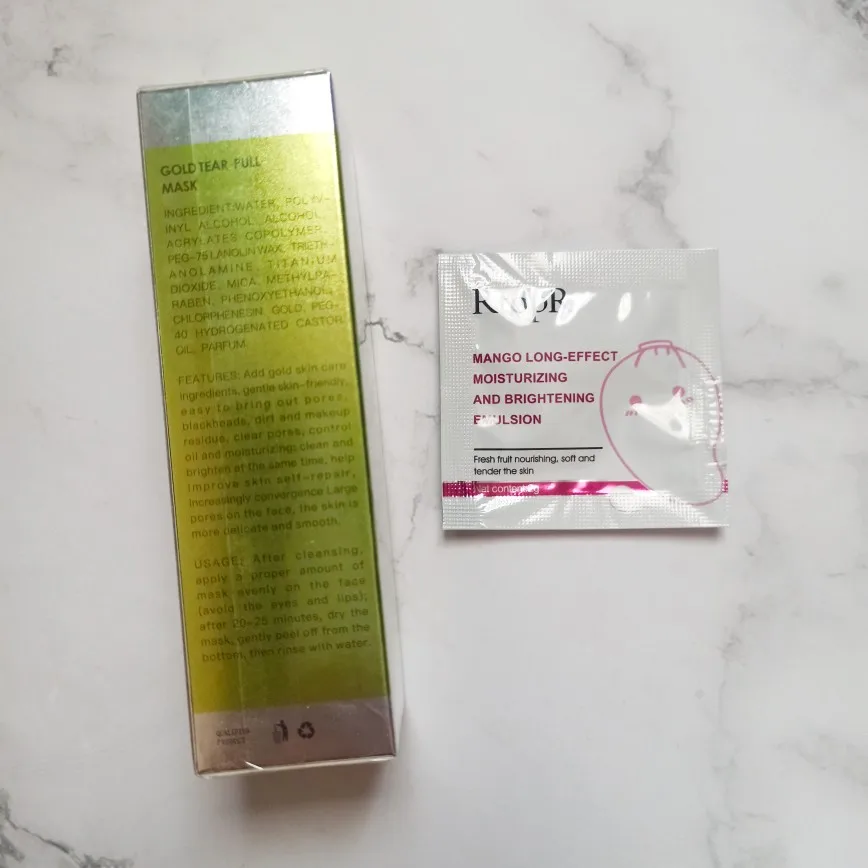 GOLD TEAR PULL
MASK
INGREDIENT:WATER, POLYV-
INYL ALCOHOL, ALCOHOL,
ACRYLATES COPOLYMER,
PEG-75 LANOLIN WAX, TRIETH-
ANOLAMINE, TITANIUM
DIOXIDE, MICA, METHYLPA-
RABEN, PHENOXYETHANOL,
CHLORPHENESIN, GOLD, PEG-
40 HYDROGENATED CASTOR
OIL, PARFUM.
FEATURES: Add gold skin care
ingredients, gentle skin-friendly,
easy to bring out pores,
blackheads, dirt and makeup
residue, clear pores, control
oil and moisturizing; clean and
brighten at the same time, help
improve skin self-repair,
increasingly convergence Large
pores on the face, the skin is
more delicate and smooth.
USAGE: After cleansing,
apply a proper amount of
mask evenly on the face
(avoid the eyes and lips);
after 20-25 minutes, dry the
mask, gently peel off from the
bottom, then rinse with water.
MANGO LONG-EFFECT
MOISTURIZING
AND BRIGHTENING
EMULSION
Fresh fruit nourishing, soft and
tender the skin
Net content